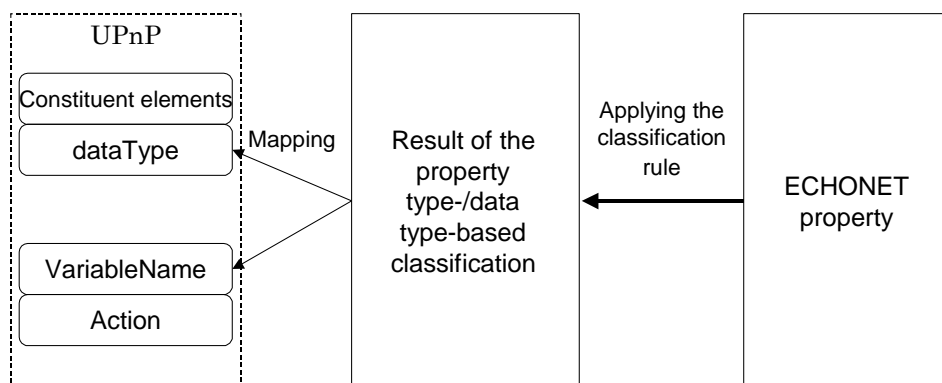 UPnP
Constituent elements
dataType
VariableName
Action
Mapping
Result of the
property
type-/data
type-based
classification
Applying the
classification
rule
ECHONET
property